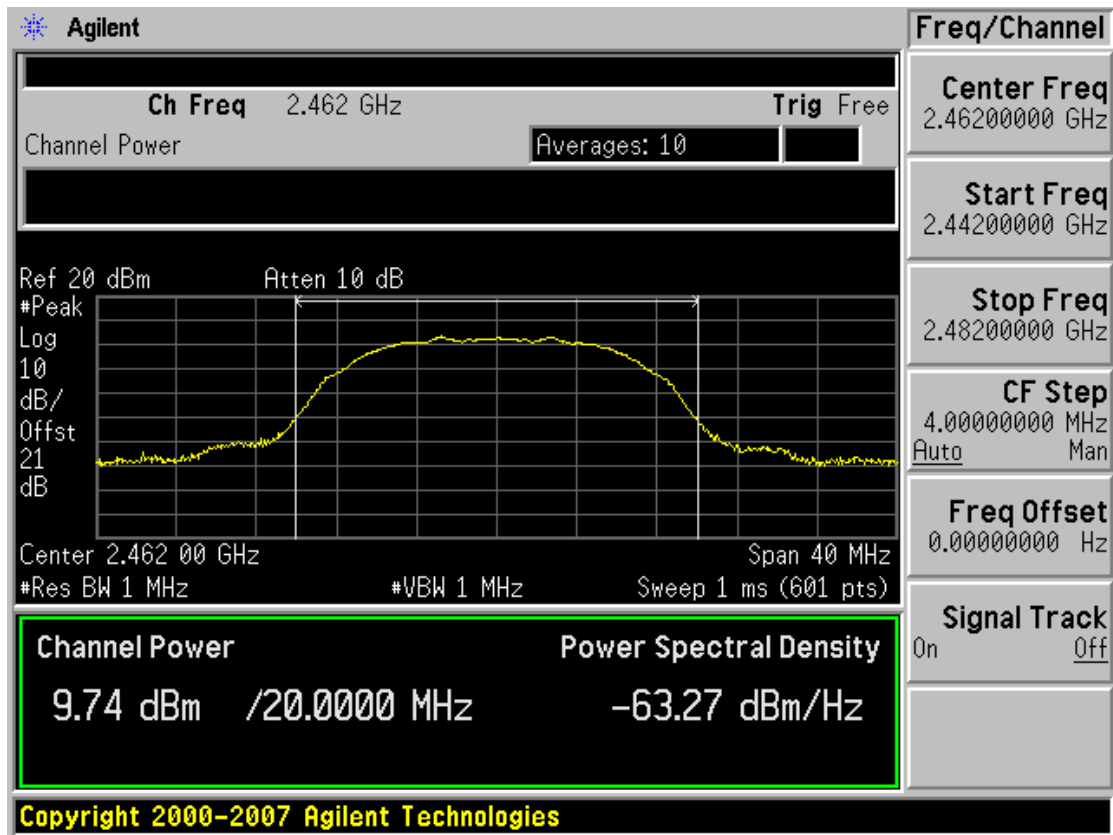 Agilent
Ch Freq 2.462 GHz Trig Free
Channel Power Averages: 10
Ref 20 dBm Atten 10 dB
#Peak
Log
10
dB/
Offst
21
dB
Center 2.462 00 GHz Span 40 MHz
#Res BW 1 MHz #VBW 1 MHz Sweep 1 ms (601 pts)
Channel Power Power Spectral Density
9.74 dBm /20.0000 MHz -63.27 dBm/Hz
Copyright 2000-2007 Agilent Technologies
Freq/Channel
Center Freq
2.46200000 GHz
Start Freq
2.44200000 GHz
Stop Freq
2.48200000 GHz
CF Step
4.00000000 MHz
Auto Man
Freq Offset
0.00000000 Hz
Signal Track
On Off